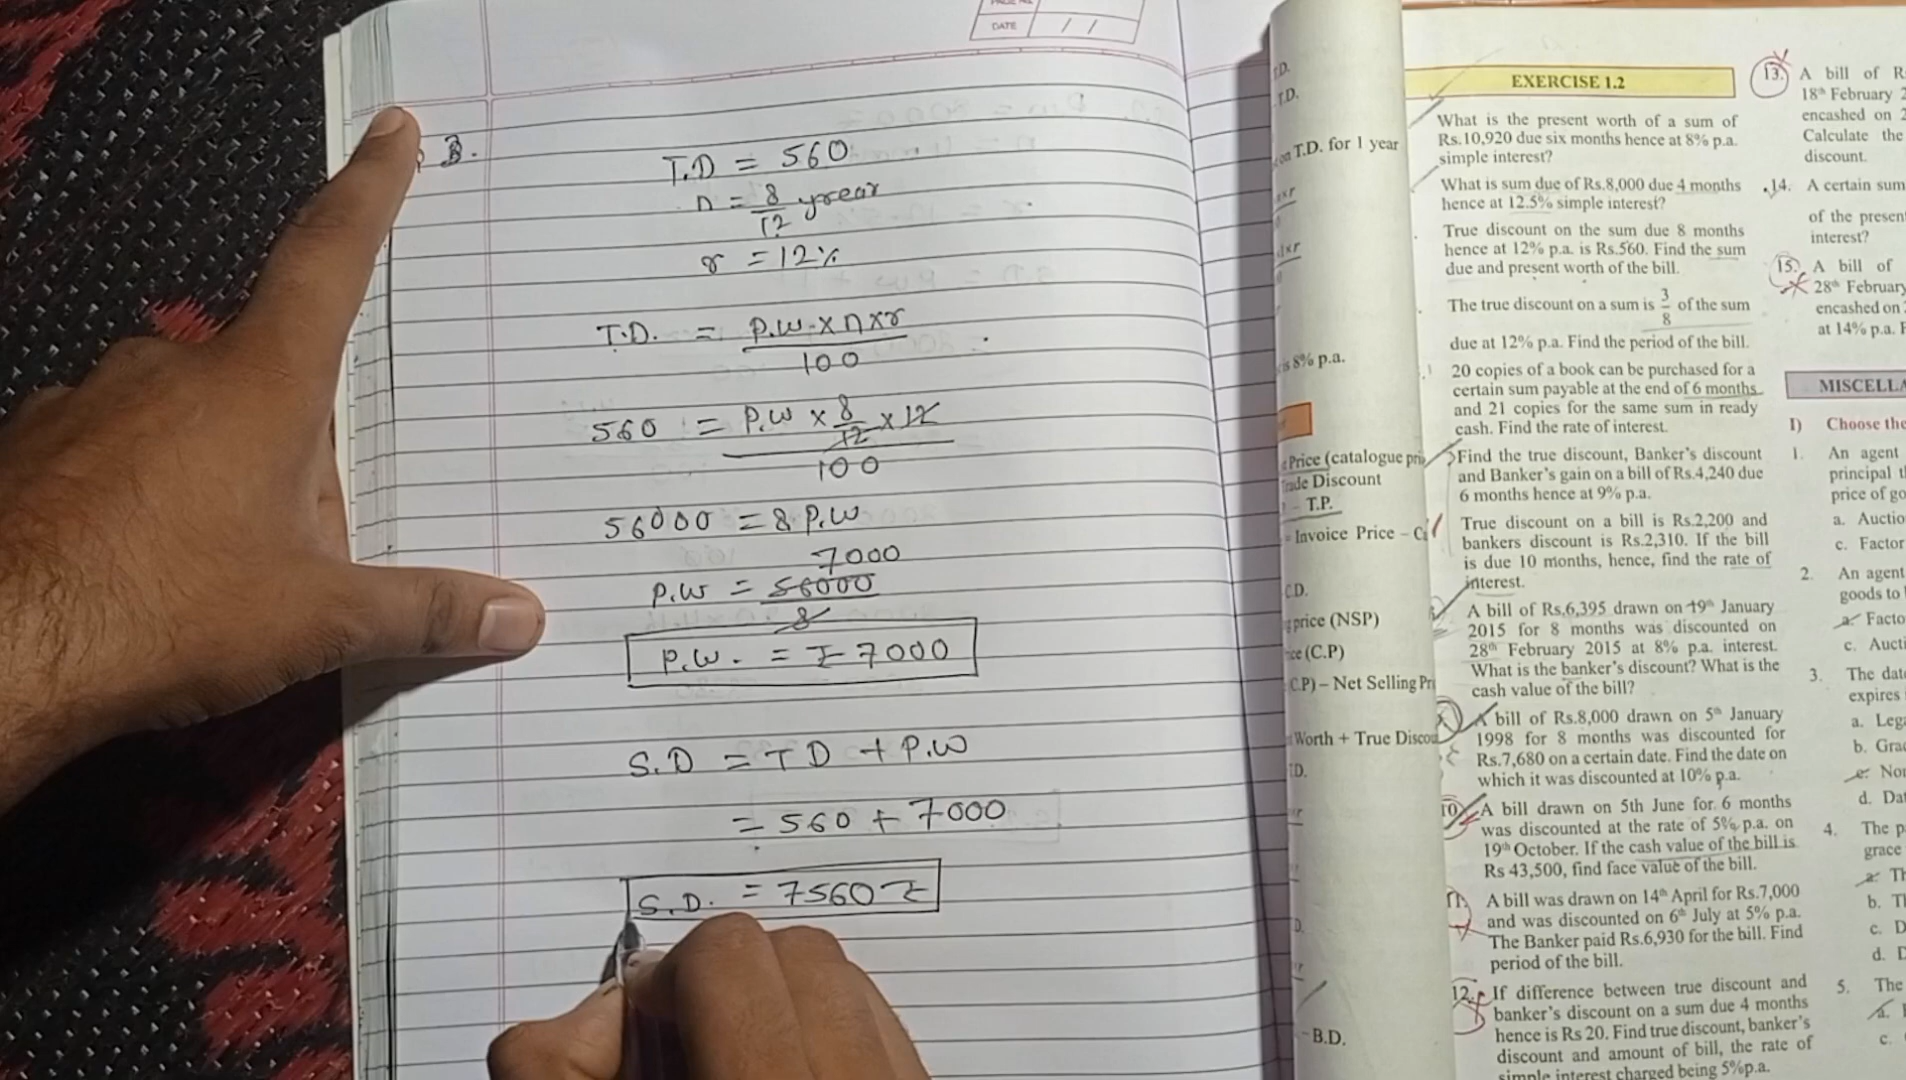 PAGE No.
DATE / /
3.
T.D = 560
n = 8/12 yrear
r = 12%
T.D. = P.W. x n x r / 100
560 = P.W x 8/12 x 12 / 100
56000 = 8 P.W
7000
P.W = 56000 / 8
P.W. = ₹ 7000
S.D = T D + P.W
= 560 + 7000
S.D. = 7560 ₹
T.D.
T.D.
on T.D. for 1 year
is 8% p.a.
Price (catalogue pri
Trade Discount
- T.P.
= Invoice Price – C
C.D.
price (NSP)
ce (C.P)
C.P) – Net Selling Pri
Worth + True Discou
- B.D.
EXERCISE 1.2
What is the present worth of a sum of
Rs.10,920 due six months hence at 8% p.a.
simple interest?
What is sum due of Rs.8,000 due 4 months
hence at 12.5% simple interest?
True discount on the sum due 8 months
hence at 12% p.a. is Rs.560. Find the sum
due and present worth of the bill.
The true discount on a sum is 3/8 of the sum
due at 12% p.a. Find the period of the bill.
20 copies of a book can be purchased for a
certain sum payable at the end of 6 months
and 21 copies for the same sum in ready
cash. Find the rate of interest.
Find the true discount, Banker's discount
and Banker's gain on a bill of Rs.4,240 due
6 months hence at 9% p.a.
True discount on a bill is Rs.2,200 and
bankers discount is Rs.2,310. If the bill
is due 10 months, hence, find the rate of
interest.
A bill of Rs.6,395 drawn on 19th January
2015 for 8 months was discounted on
28th February 2015 at 8% p.a. interest.
What is the banker's discount? What is the
cash value of the bill?
A bill of Rs.8,000 drawn on 5th January
1998 for 8 months was discounted for
Rs.7,680 on a certain date. Find the date on
which it was discounted at 10% p.a.
10. A bill drawn on 5th June for 6 months
was discounted at the rate of 5% p.a. on
19th October. If the cash value of the bill is
Rs 43,500, find face value of the bill.
11. A bill was drawn on 14th April for Rs.7,000
and was discounted on 6th July at 5% p.a.
The Banker paid Rs.6,930 for the bill. Find
period of the bill.
12. If difference between true discount and
banker's discount on a sum due 4 months
hence is Rs 20. Find true discount, banker's
discount and amount of bill, the rate of
simple interest charged being 5%p.a.
13. A bill of R
18th February 2
encashed on 2
Calculate the
discount.
14. A certain sum
of the present
interest?
15. A bill of
28th February
encashed on
at 14% p.a. F
MISCELLA
I) Choose the
1. An agent
principal t
price of go
a. Auctio
c. Factor
2. An agent
goods to
a. Facto
c. Aucti
3. The date
expires
a. Lega
b. Grac
c. Non
d. Dat
4. The p
grace
a. Th
b. Tl
c. D
d. D
5. The
a.
c.